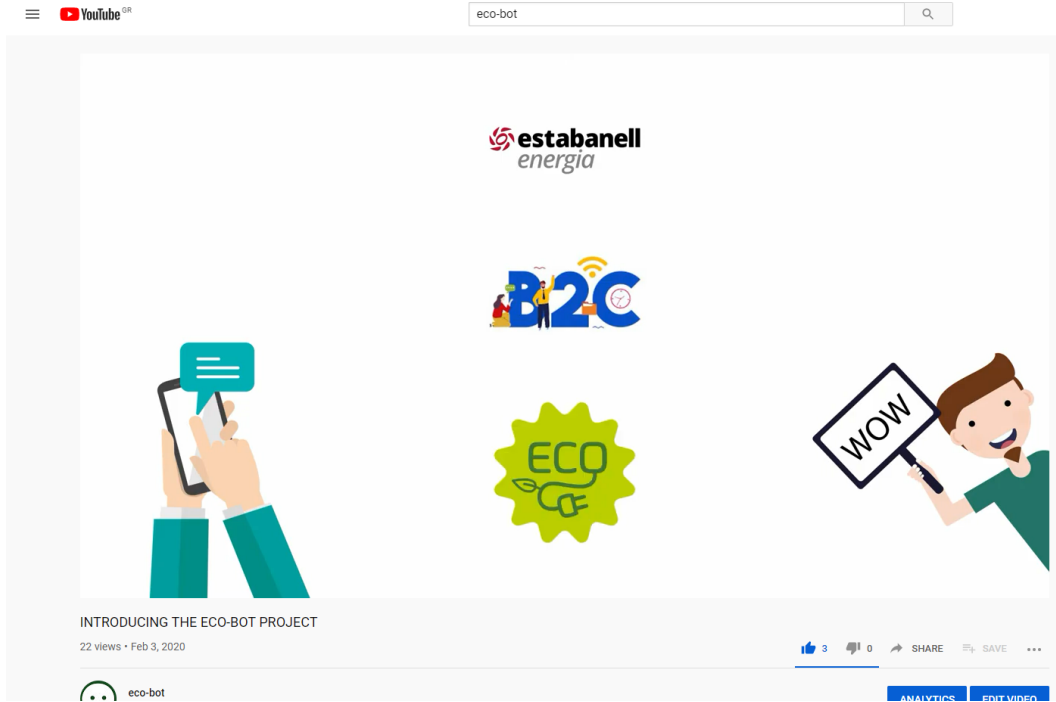 YouTube GR
eco-bot
estabanell
energia
B2C
WOW
ECO
INTRODUCING THE ECO-BOT PROJECT
22 views • Feb 3, 2020
3
0
SHARE
SAVE
eco-bot
ANALYTICS
EDIT VIDEO